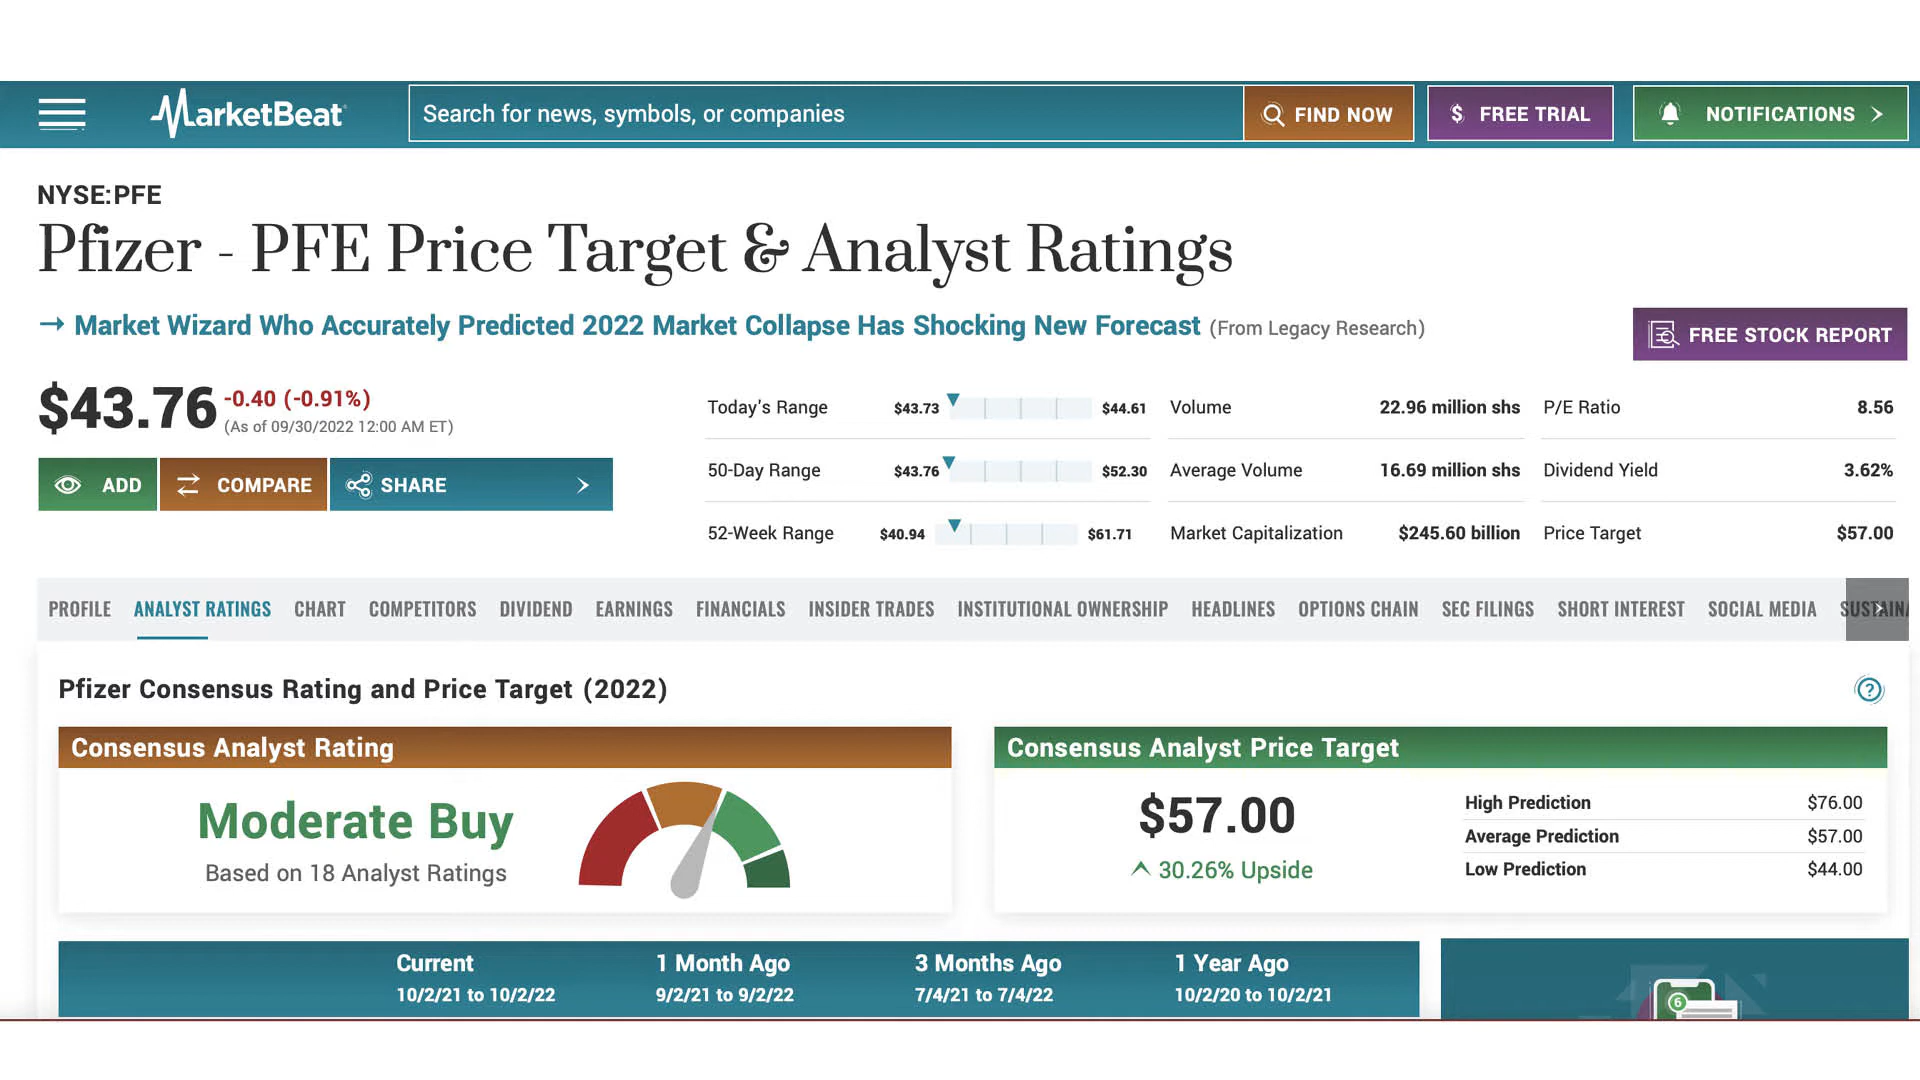 MarketBeat
Search for news, symbols, or companies
FIND NOW
$ FREE TRIAL
NOTIFICATIONS
NYSE:PFE
Pfizer - PFE Price Target & Analyst Ratings
→ Market Wizard Who Accurately Predicted 2022 Market Collapse Has Shocking New Forecast (From Legacy Research)
FREE STOCK REPORT
$43.76 -0.40 (-0.91%)
(As of 09/30/2022 12:00 AM ET)
ADD COMPARE SHARE
Today's Range $43.73 $44.61
50-Day Range $43.76 $52.30
52-Week Range $40.94 $61.71
Volume 22.96 million shs
Average Volume 16.69 million shs
Market Capitalization $245.60 billion
P/E Ratio 8.56
Dividend Yield 3.62%
Price Target $57.00
PROFILE ANALYST RATINGS CHART COMPETITORS DIVIDEND EARNINGS FINANCIALS INSIDER TRADES INSTITUTIONAL OWNERSHIP HEADLINES OPTIONS CHAIN SEC FILINGS SHORT INTEREST SOCIAL MEDIA
Pfizer Consensus Rating and Price Target (2022)
?
Consensus Analyst Rating
Moderate Buy
Based on 18 Analyst Ratings
Consensus Analyst Price Target
$57.00
30.26% Upside
High Prediction $76.00
Average Prediction $57.00
Low Prediction $44.00
Current 1 Month Ago 3 Months Ago 1 Year Ago
10/2/21 to 10/2/22 9/2/21 to 9/2/22 7/4/21 to 7/4/22 10/2/20 to 10/2/21
6